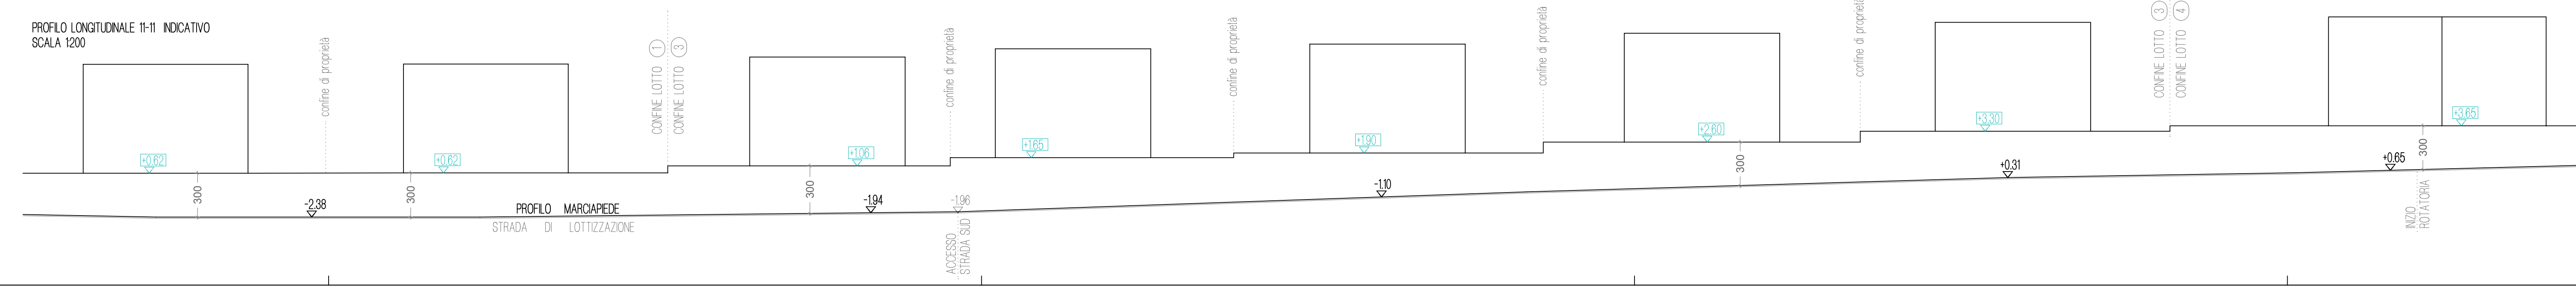 PROFILO LONGITUDINALE 11-11 INDICATIVO
SCALA 1:200
confine di proprietà
CONFINE LOTTO 1
CONFINE LOTTO 3
confine di proprietà
confine di proprietà
confine di proprietà
confine di proprietà
CONFINE LOTTO 3
CONFINE LOTTO 4
+0.62
+0.62
+1.06
+1.65
+1.90
+2.60
+3.30
+3.65
300
300
300
300
300
-2.38
-1.94
-1.96
-1.10
+0.31
+0.65
PROFILO MARCIAPIEDE
STRADA DI LOTTIZZAZIONE
ACCESSO
STRADA SUD
INIZIO
ROTATORIA